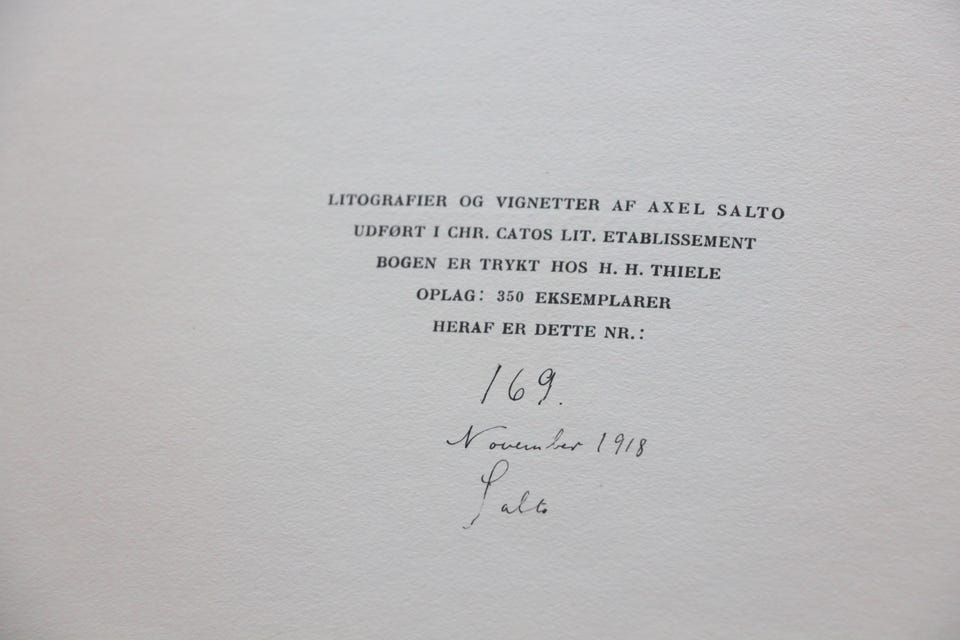 LITOGRAFIER OG VIGNETTER AF AXEL SALTO
UDFØRT I CHR. CATOS LIT. ETABLISSEMENT
BOGEN ER TRYKT HOS H. H. THIELE
OPLAG: 350 EKSEMPLARER
HERAF ER DETTE NR.:
169.
November 1918
Salto